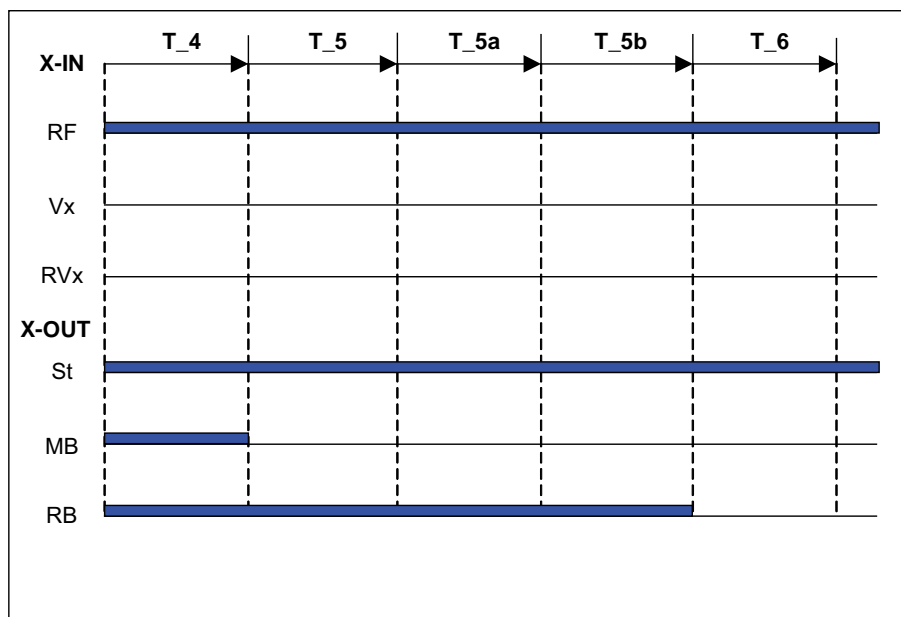 T_4 T_5 T_5a T_5b T_6
X-IN
RF
Vx
RVx
X-OUT
St
MB
RB